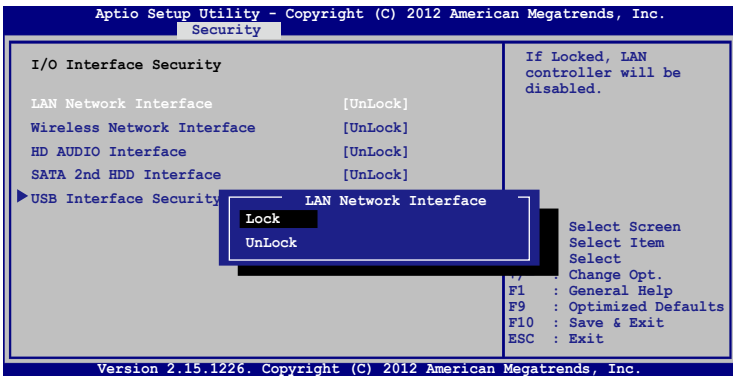 Aptio Setup Utility - Copyright (C) 2012 American Megatrends, Inc.
Security
I/O Interface Security
LAN Network Interface [UnLock]
Wireless Network Interface [UnLock]
HD AUDIO Interface [UnLock]
SATA 2nd HDD Interface [UnLock]
USB Interface Security
LAN Network Interface
Lock
UnLock
If Locked, LAN
controller will be
disabled.
Select Screen
Select Item
Select
: Change Opt.
F1 : General Help
F9 : Optimized Defaults
F10 : Save & Exit
ESC : Exit
Version 2.15.1226. Copyright (C) 2012 American Megatrends, Inc.